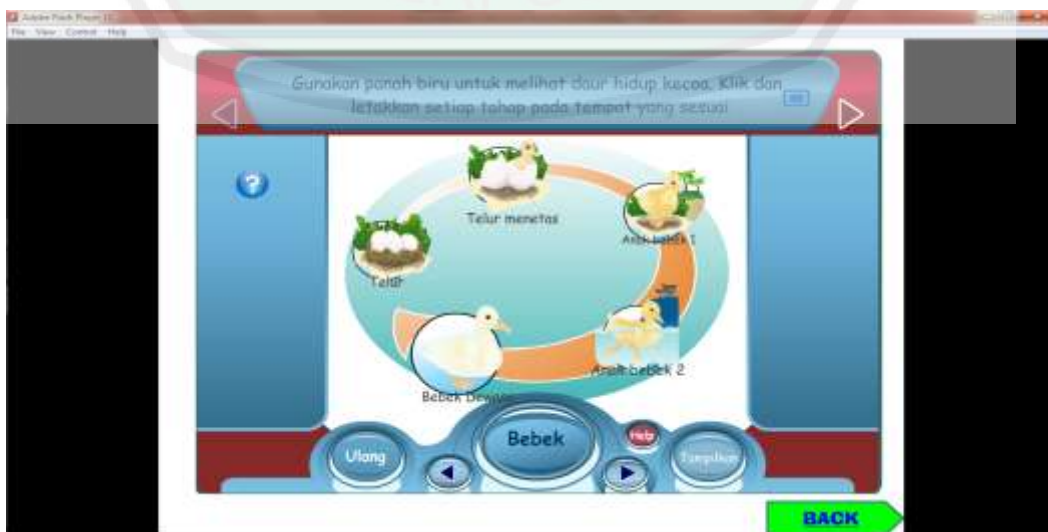 Adobe Flash Player 10
File View Control Help
Gunakan panah biru untuk melihat daur hidup kecoa. Klik dan
letakkan setiap tahap pada tempat yang sesuai
Telur menetas
Anak bebek 1
Telur
Anak bebek 2
Bebek Dewasa
Bebek
Help
Ulang
Tampilkan
BACK